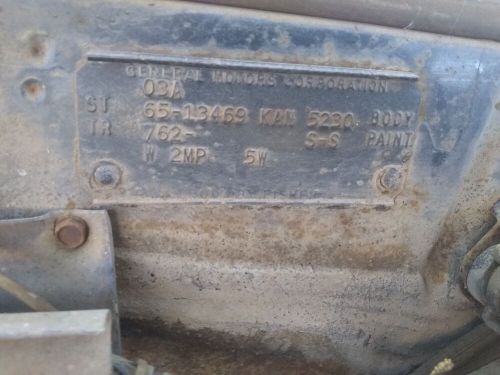 GENERAL MOTORS CORPORATION
03A
ST 65-13469 KAN 5230 BODY
TR 762- S-S PAINT
W 2MP 5W